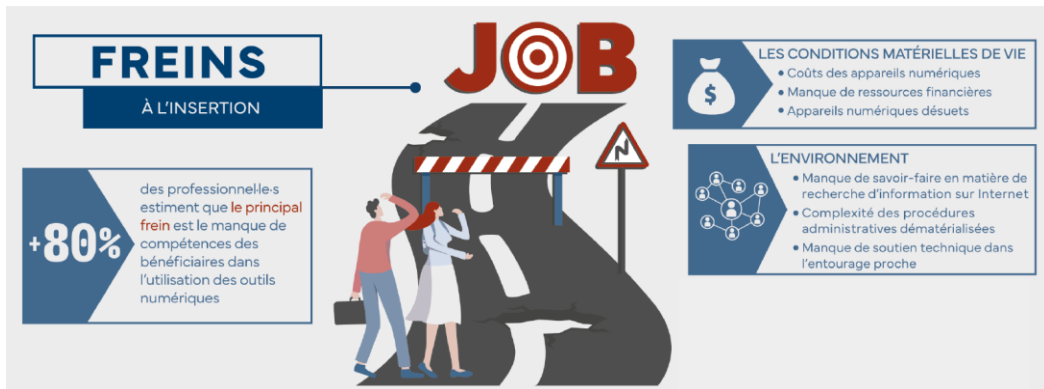 FREINS
À L'INSERTION
JOB
+80%
des professionnel·le·s
estiment que le principal
frein est le manque de
compétences des
bénéficiaires dans
l'utilisation des outils
numériques
$
LES CONDITIONS MATÉRIELLES DE VIE
• Coûts des appareils numériques
• Manque de ressources financières
• Appareils numériques désuets
L'ENVIRONNEMENT
• Manque de savoir-faire en matière de
recherche d'information sur Internet
• Complexité des procédures
administratives dématérialisées
• Manque de soutien technique dans
l'entourage proche